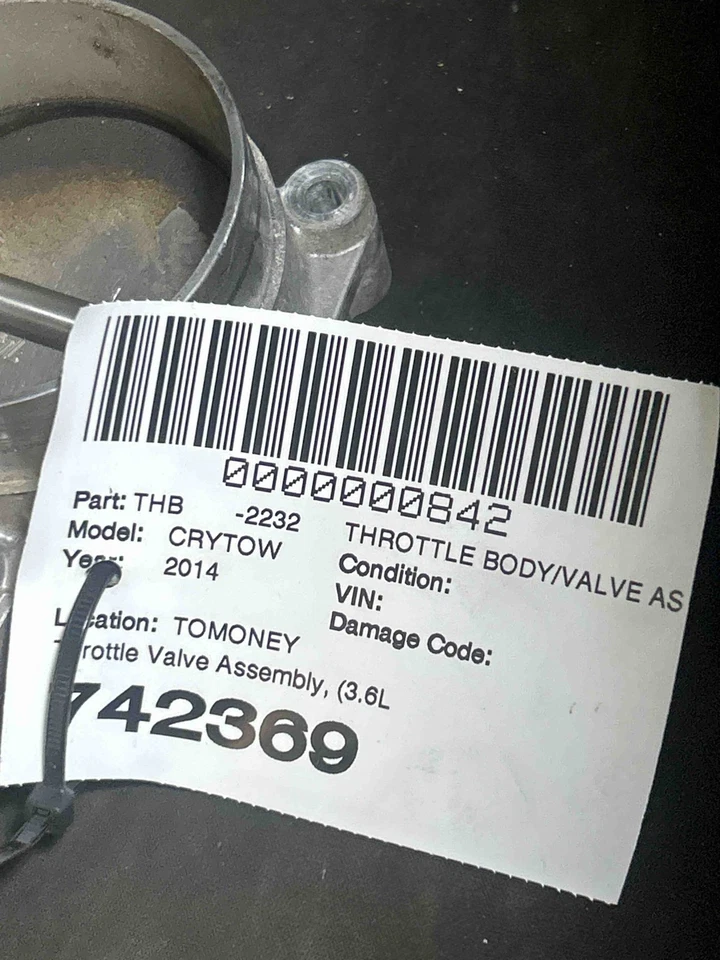 0000000842
Part: THB -2232 THROTTLE BODY/VALVE AS
Model: CRYTOW Condition:
Year: 2014 VIN:
Damage Code:
Location: TOMONEY
Throttle Valve Assembly, (3.6L
742369